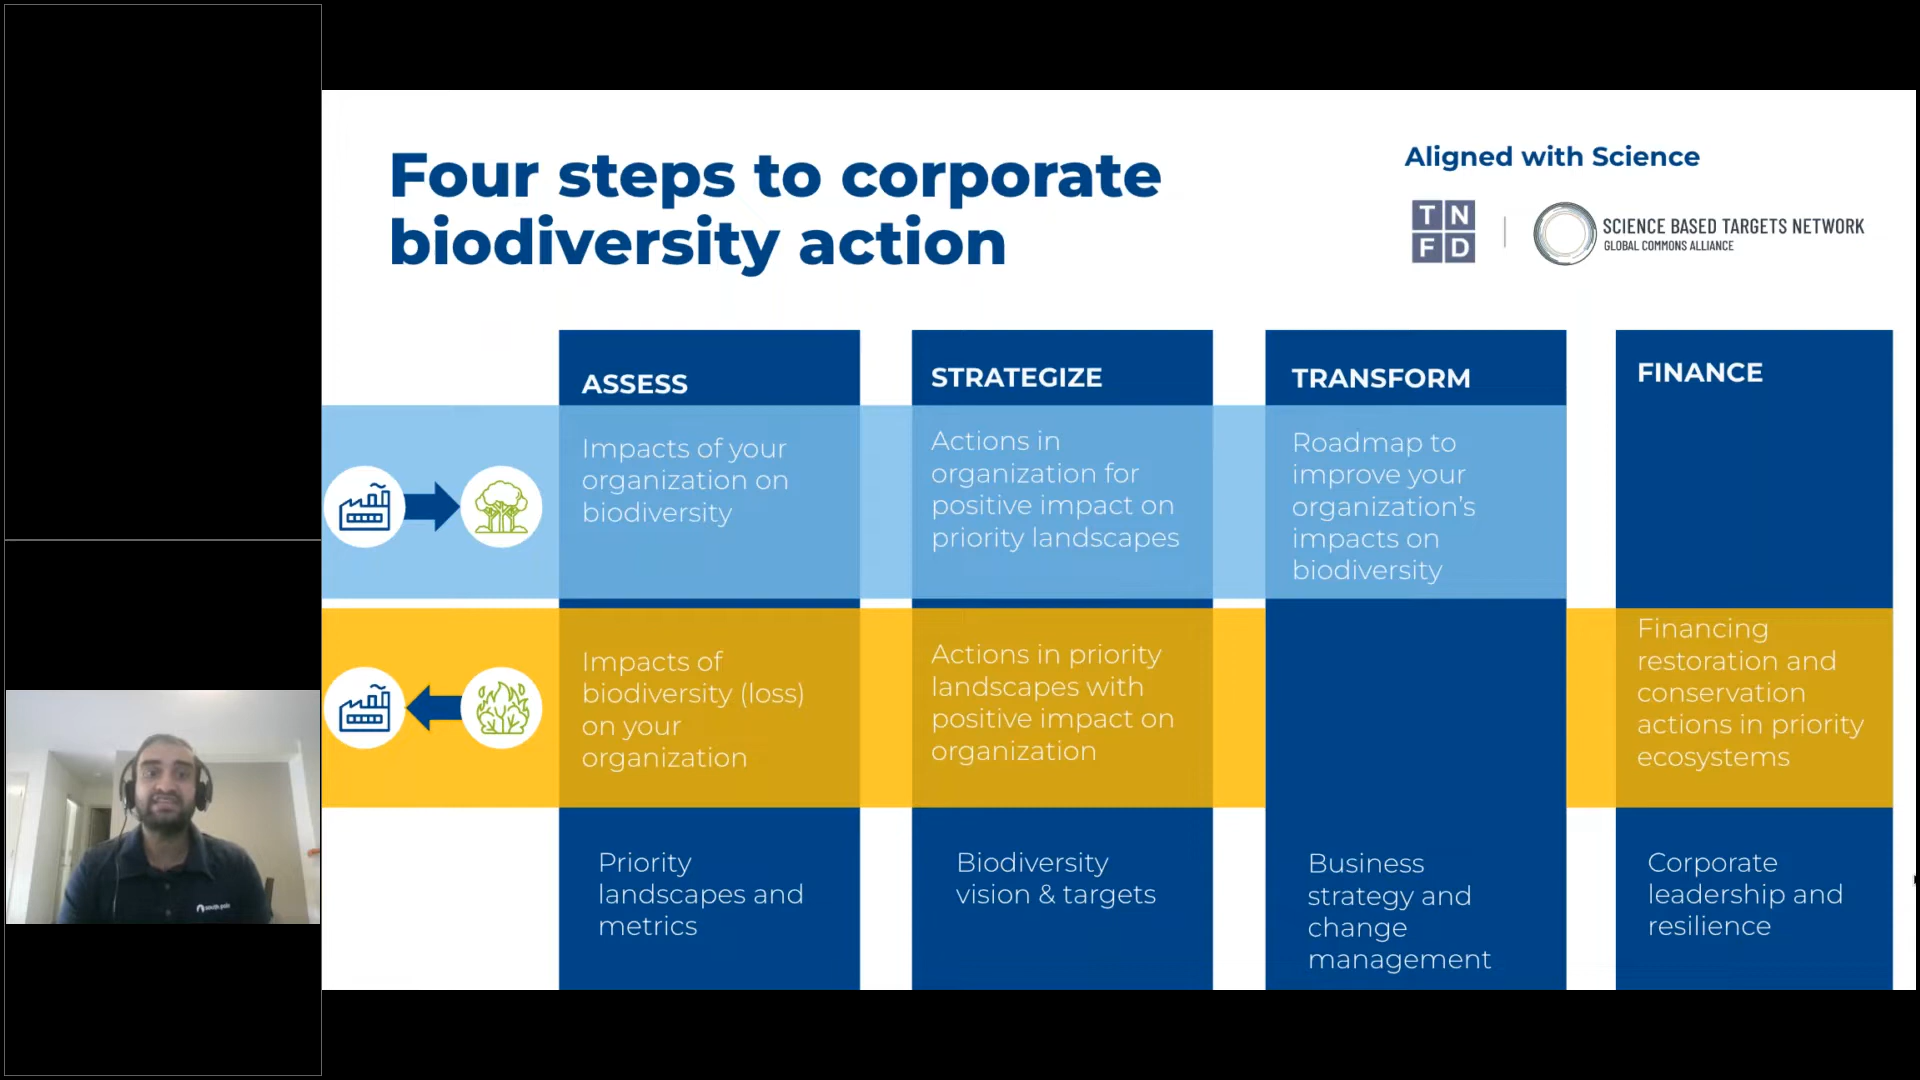 Four steps to corporate
biodiversity action
Aligned with Science
TN
FD
SCIENCE BASED TARGETS NETWORK
GLOBAL COMMONS ALLIANCE
ASSESS
Impacts of your
organization on
biodiversity
Impacts of
biodiversity (loss)
on your
organization
Priority
landscapes and
metrics
STRATEGIZE
Actions in
organization for
positive impact on
priority landscapes
Actions in priority
landscapes with
positive impact on
organization
Biodiversity
vision & targets
TRANSFORM
Roadmap to
improve your
organization's
impacts on
biodiversity
Business
strategy and
change
management
FINANCE
Financing
restoration and
conservation
actions in priority
ecosystems
Corporate
leadership and
resilience